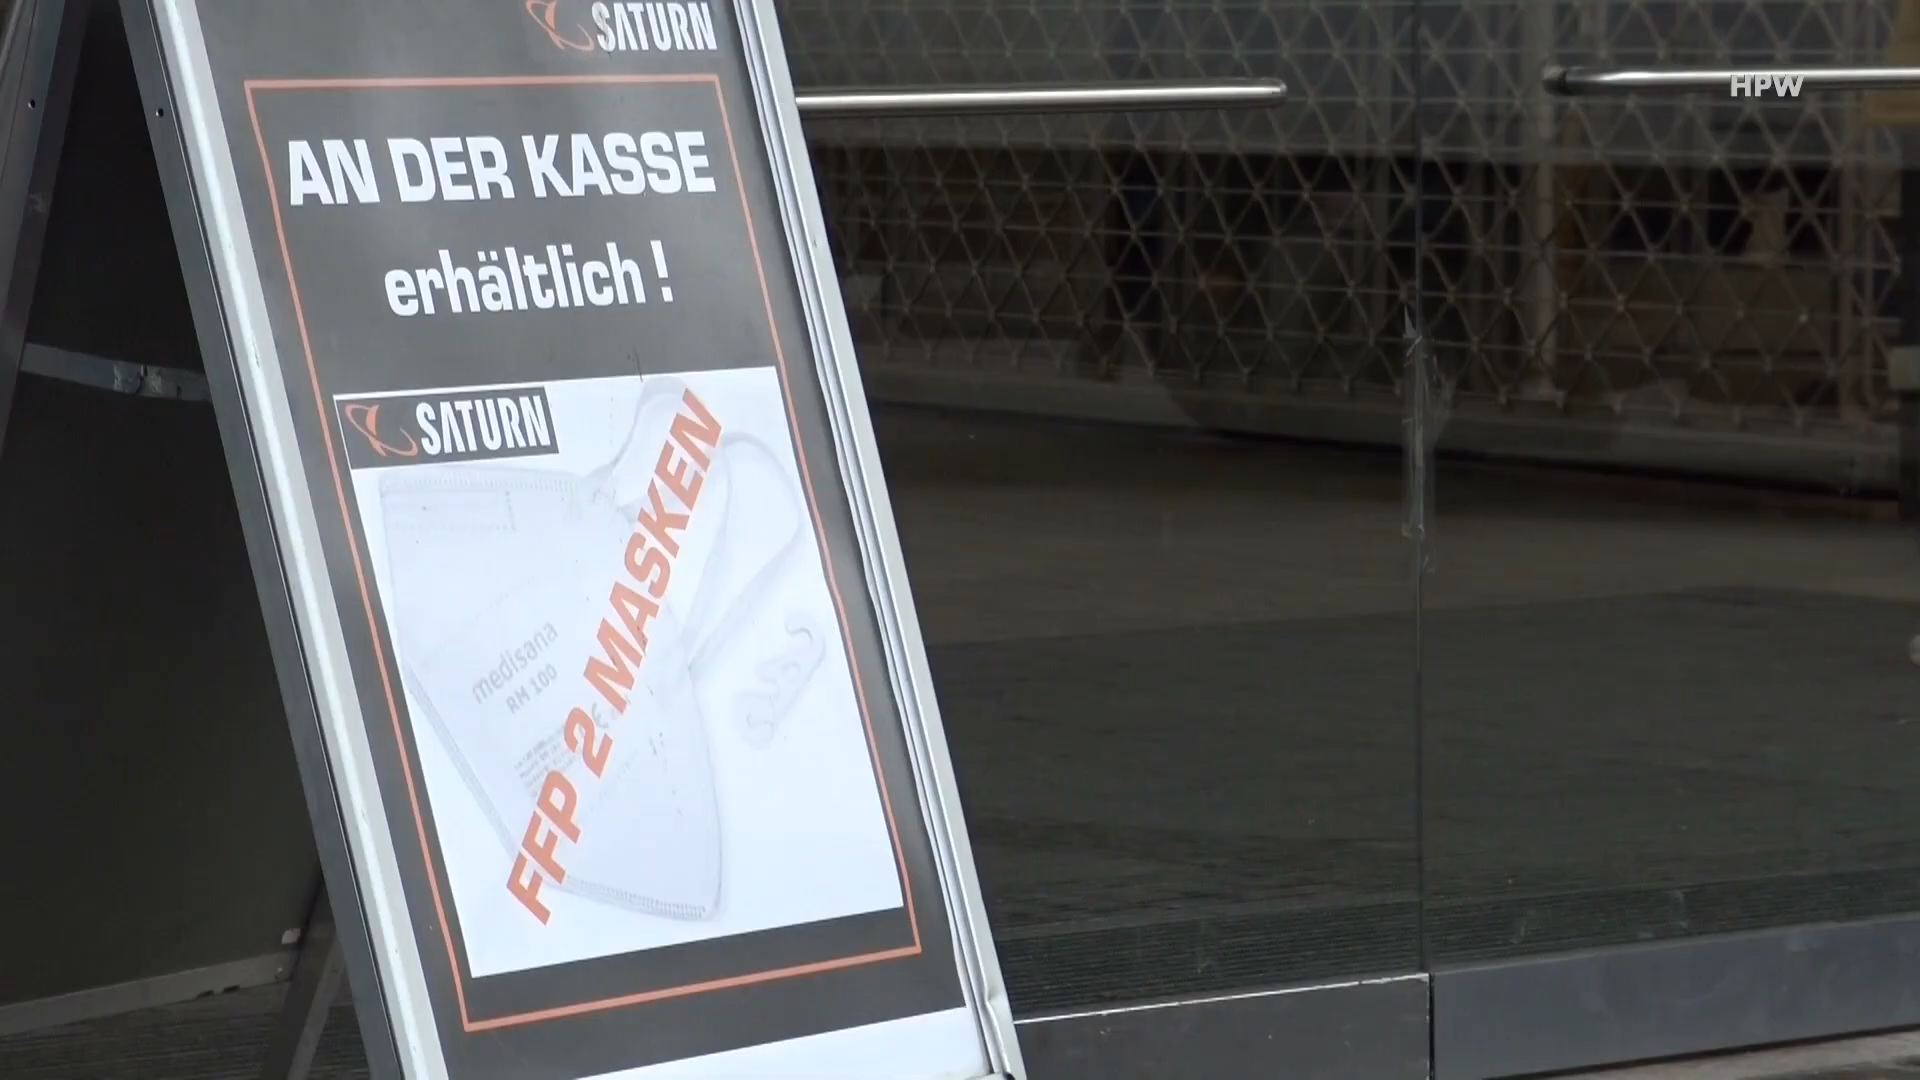 SATURN
HPW
AN DER KASSE
erhältlich!
SATURN
FFP 2 MASKEN
medisana
RM 100